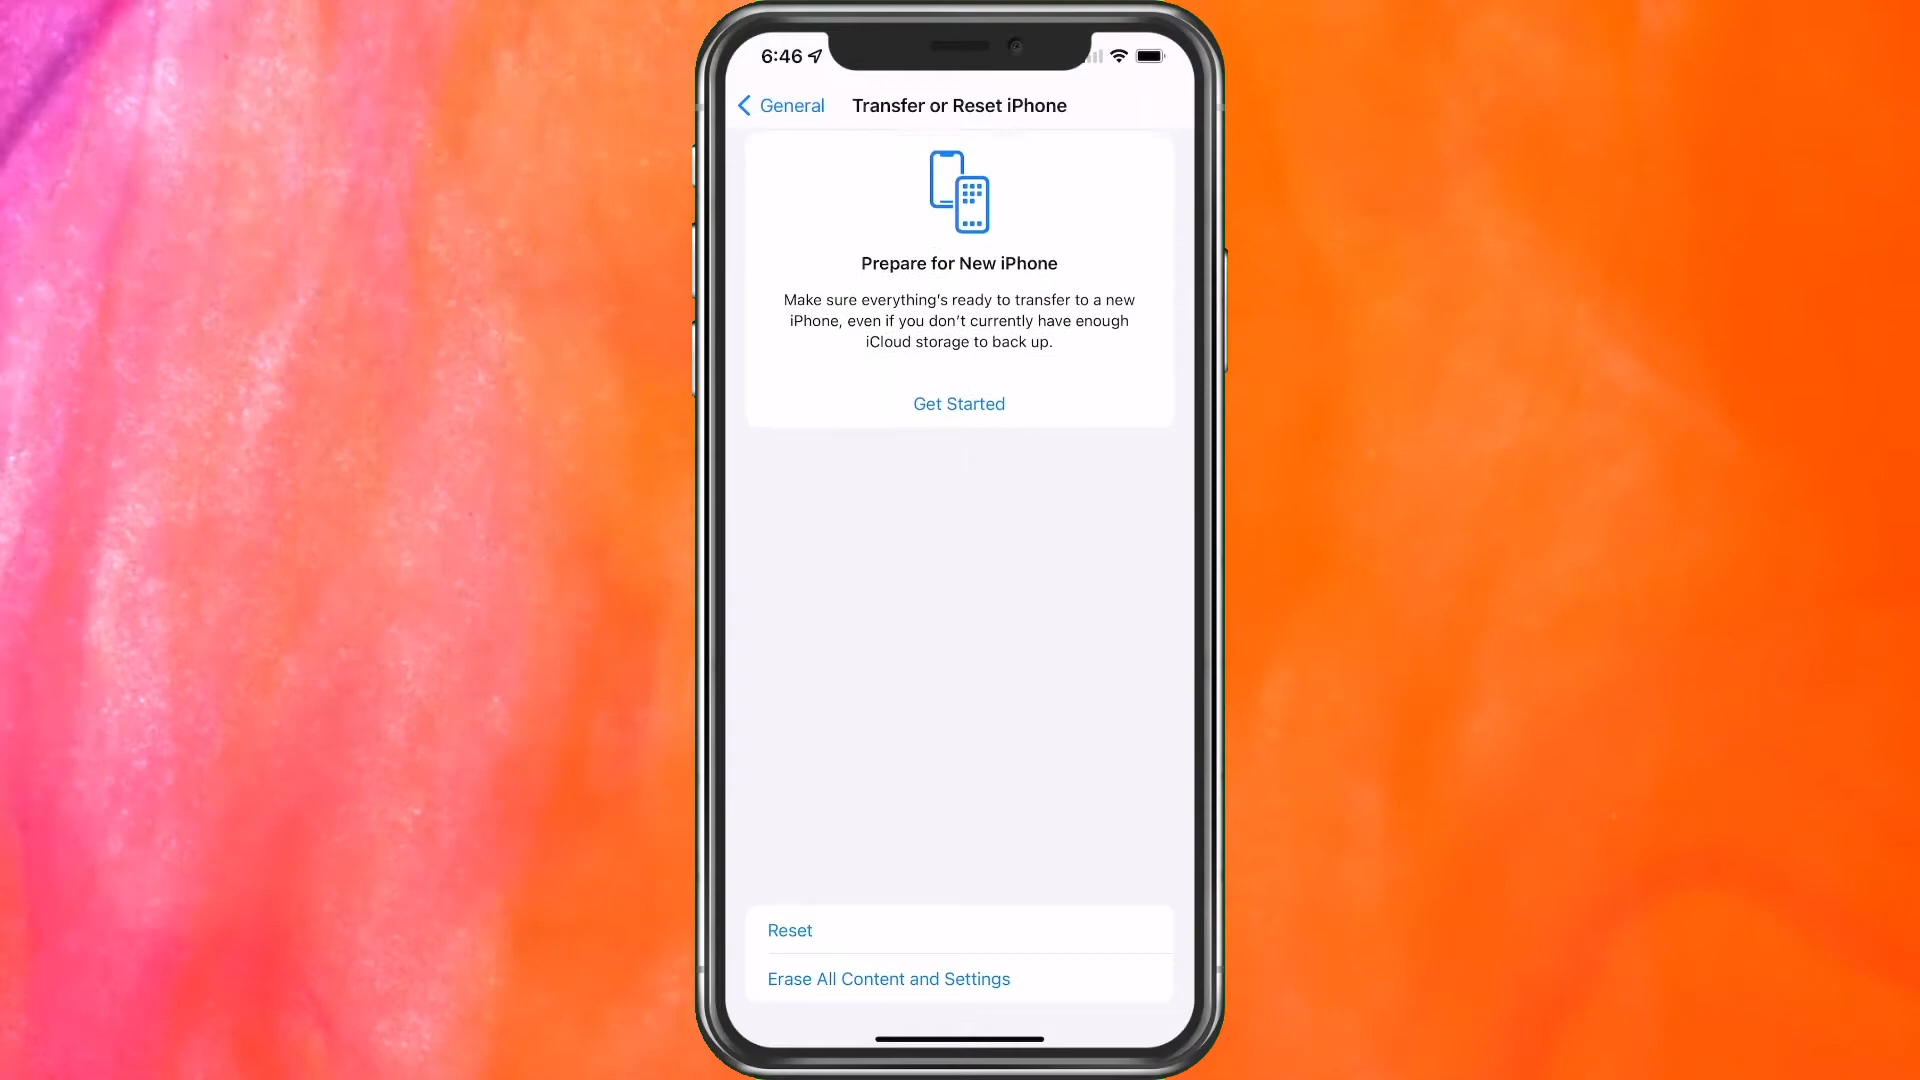 6:46
General
Transfer or Reset iPhone
Prepare for New iPhone
Make sure everything's ready to transfer to a new
iPhone, even if you don't currently have enough
iCloud storage to back up.
Get Started
Reset
Erase All Content and Settings